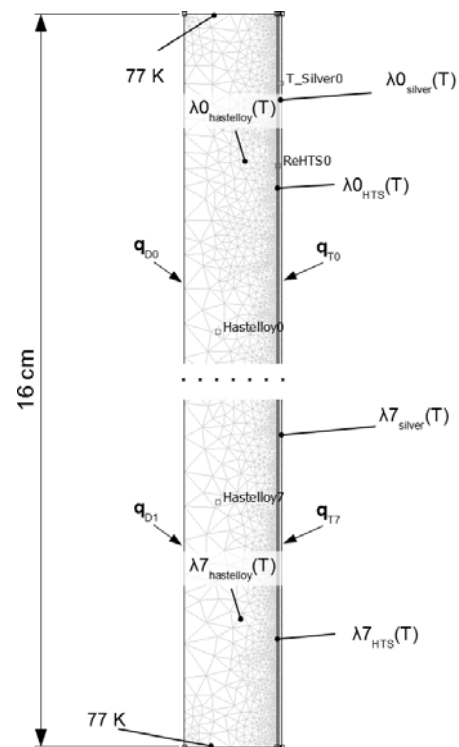 77 K
T_Silver0
λ0silver(T)
λ0hastelloy(T)
ReHTS0
λ0HTS(T)
qD0
qT0
Hastelloy0
16 cm
λ7silver(T)
Hastelloy7
qD1
qT7
λ7hastelloy(T)
λ7HTS(T)
77 K